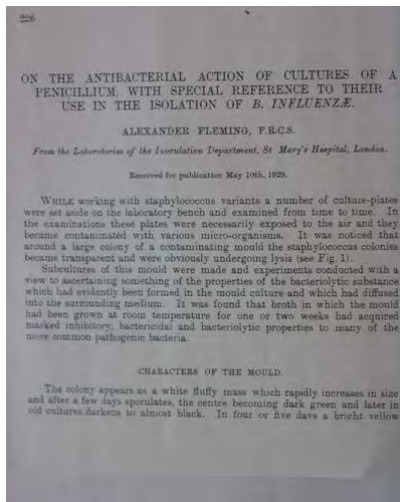 226
ON THE ANTIBACTERIAL ACTION OF CULTURES OF A
PENICILLIUM, WITH SPECIAL REFERENCE TO THEIR
USE IN THE ISOLATION OF B. INFLUENZÆ.
ALEXANDER FLEMING, F.R.C.S.
From the Laboratories of the Inoculation Department, St Mary's Hospital, London.
Received for publication May 10th, 1929.
WHILE working with staphylococcus variants a number of culture-plates
were set aside on the laboratory bench and examined from time to time. In
the examinations these plates were necessarily exposed to the air and they
became contaminated with various micro-organisms. It was noticed that
around a large colony of a contaminating mould the staphylococcus colonies
became transparent and were obviously undergoing lysis (see Fig. 1).
Subcultures of this mould were made and experiments conducted with a
view to ascertaining something of the properties of the bacteriolytic substance
which had evidently been formed in the mould culture and which had diffused
into the surrounding medium. It was found that broth in which the mould
had been grown at room temperature for one or two weeks had acquired
marked inhibitory, bactericidal and bacteriolytic properties to many of the
more common pathogenic bacteria.
CHARACTERS OF THE MOULD.
The colony appears as a white fluffy mass which rapidly increases in size
and after a few days sporulates, the centre becoming dark green and later in
old cultures darkens to almost black. In four or five days a bright yellow